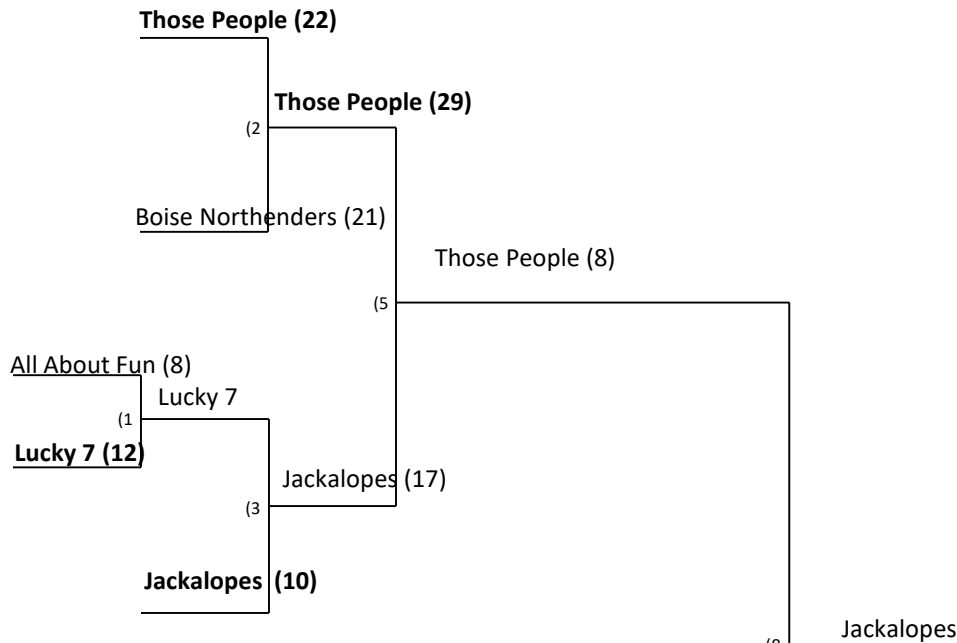 Those People (22)
Those People (29)
(2
Boise Northenders (21)
Those People (8)
(5
All About Fun (8)
Lucky 7
(1
Lucky 7 (12)
Jackalopes (17)
(3
Jackalopes (10)
Jackalopes
(8